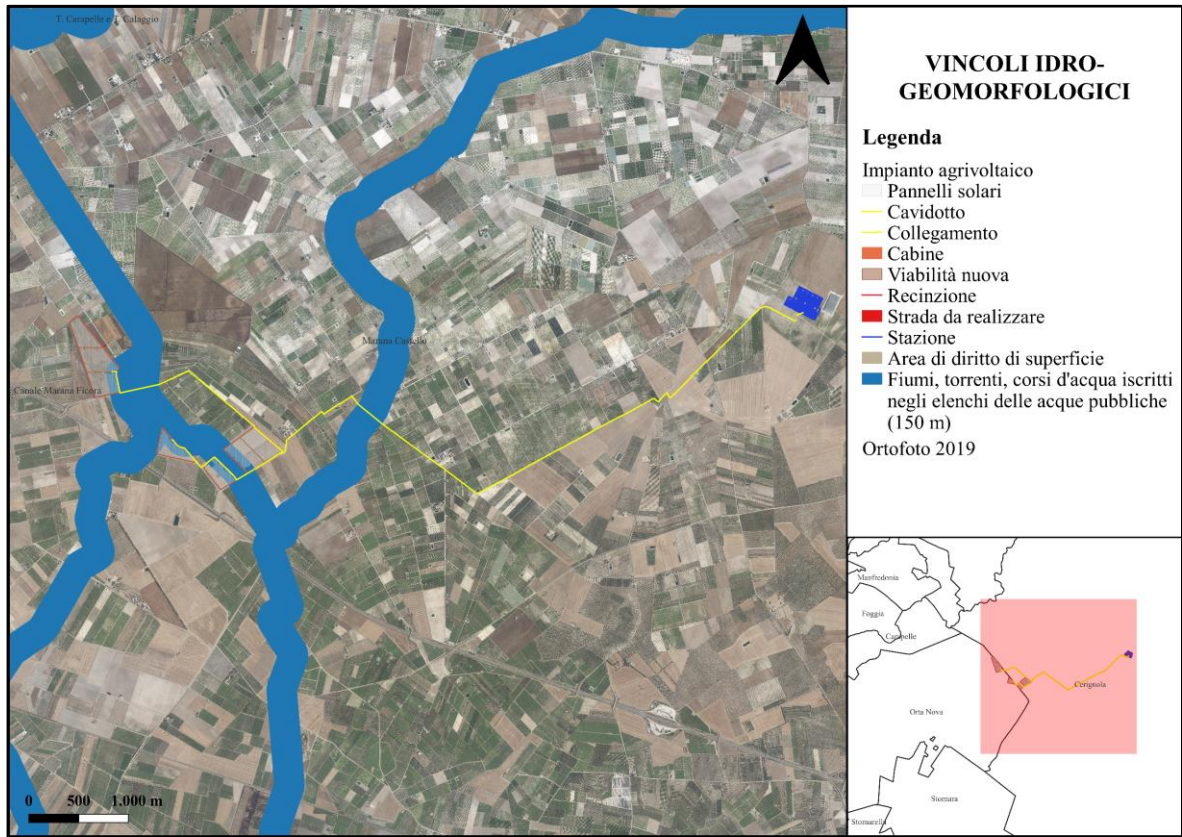 T. Carapelle e T. Calaggio
Marana Castello
Canale Marana Ficora
0 500 1.000 m
VINCOLI IDRO-
GEOMORFOLOGICI
Legenda
Impianto agrivoltaico
Pannelli solari
Cavidotto
Collegamento
Cabine
Viabilità nuova
Recinzione
Strada da realizzare
Stazione
Area di diritto di superficie
Fiumi, torrenti, corsi d'acqua iscritti
negli elenchi delle acque pubbliche
(150 m)
Ortofoto 2019
Manfredonia
Foggia
Carapelle
Cerignola
Orta Nova
Stornara
Stornarella